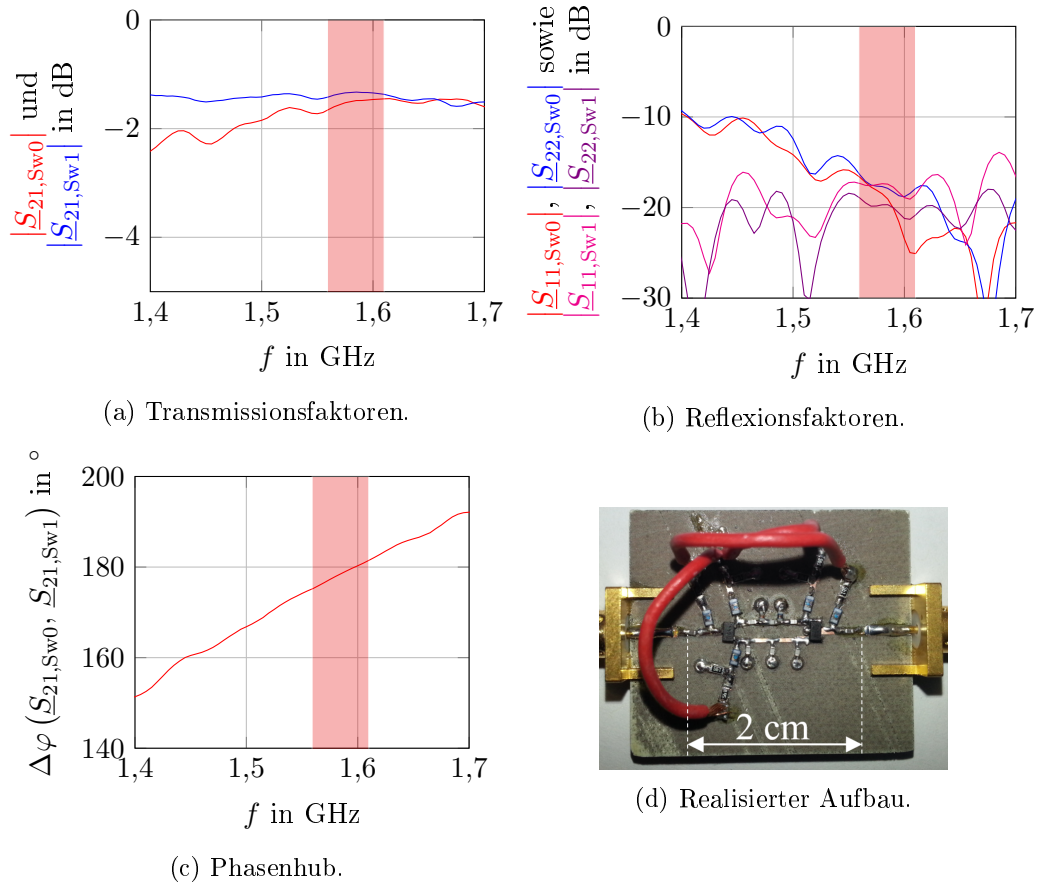 |S21,Sw0| und
|S21,Sw1| in dB
0
−2
−4
1,4 1,5 1,6 1,7
f in GHz
(a) Transmissionsfaktoren.
|S11,Sw0|, |S22,Sw0| sowie
|S11,Sw1|, |S22,Sw1| in dB
0
−10
−20
−30
1,4 1,5 1,6 1,7
f in GHz
(b) Reflexionsfaktoren.
Δφ (S21,Sw0, S21,Sw1) in °
200
180
160
140
1,4 1,5 1,6 1,7
f in GHz
(c) Phasenhub.
2 cm
(d) Realisierter Aufbau.